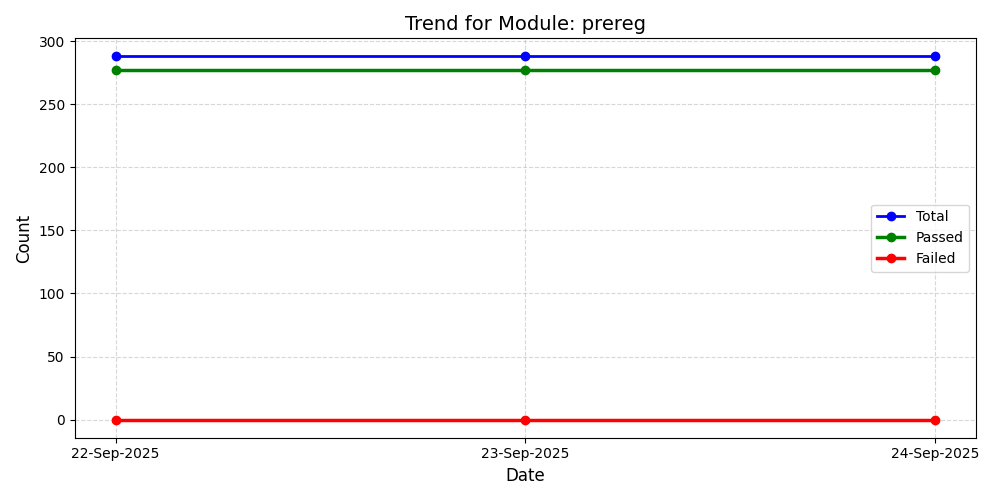 Trend for Module: prereg
300
250
200
150
100
50
0
Count
Total
Passed
Failed
22-Sep-2025
23-Sep-2025
24-Sep-2025
Date